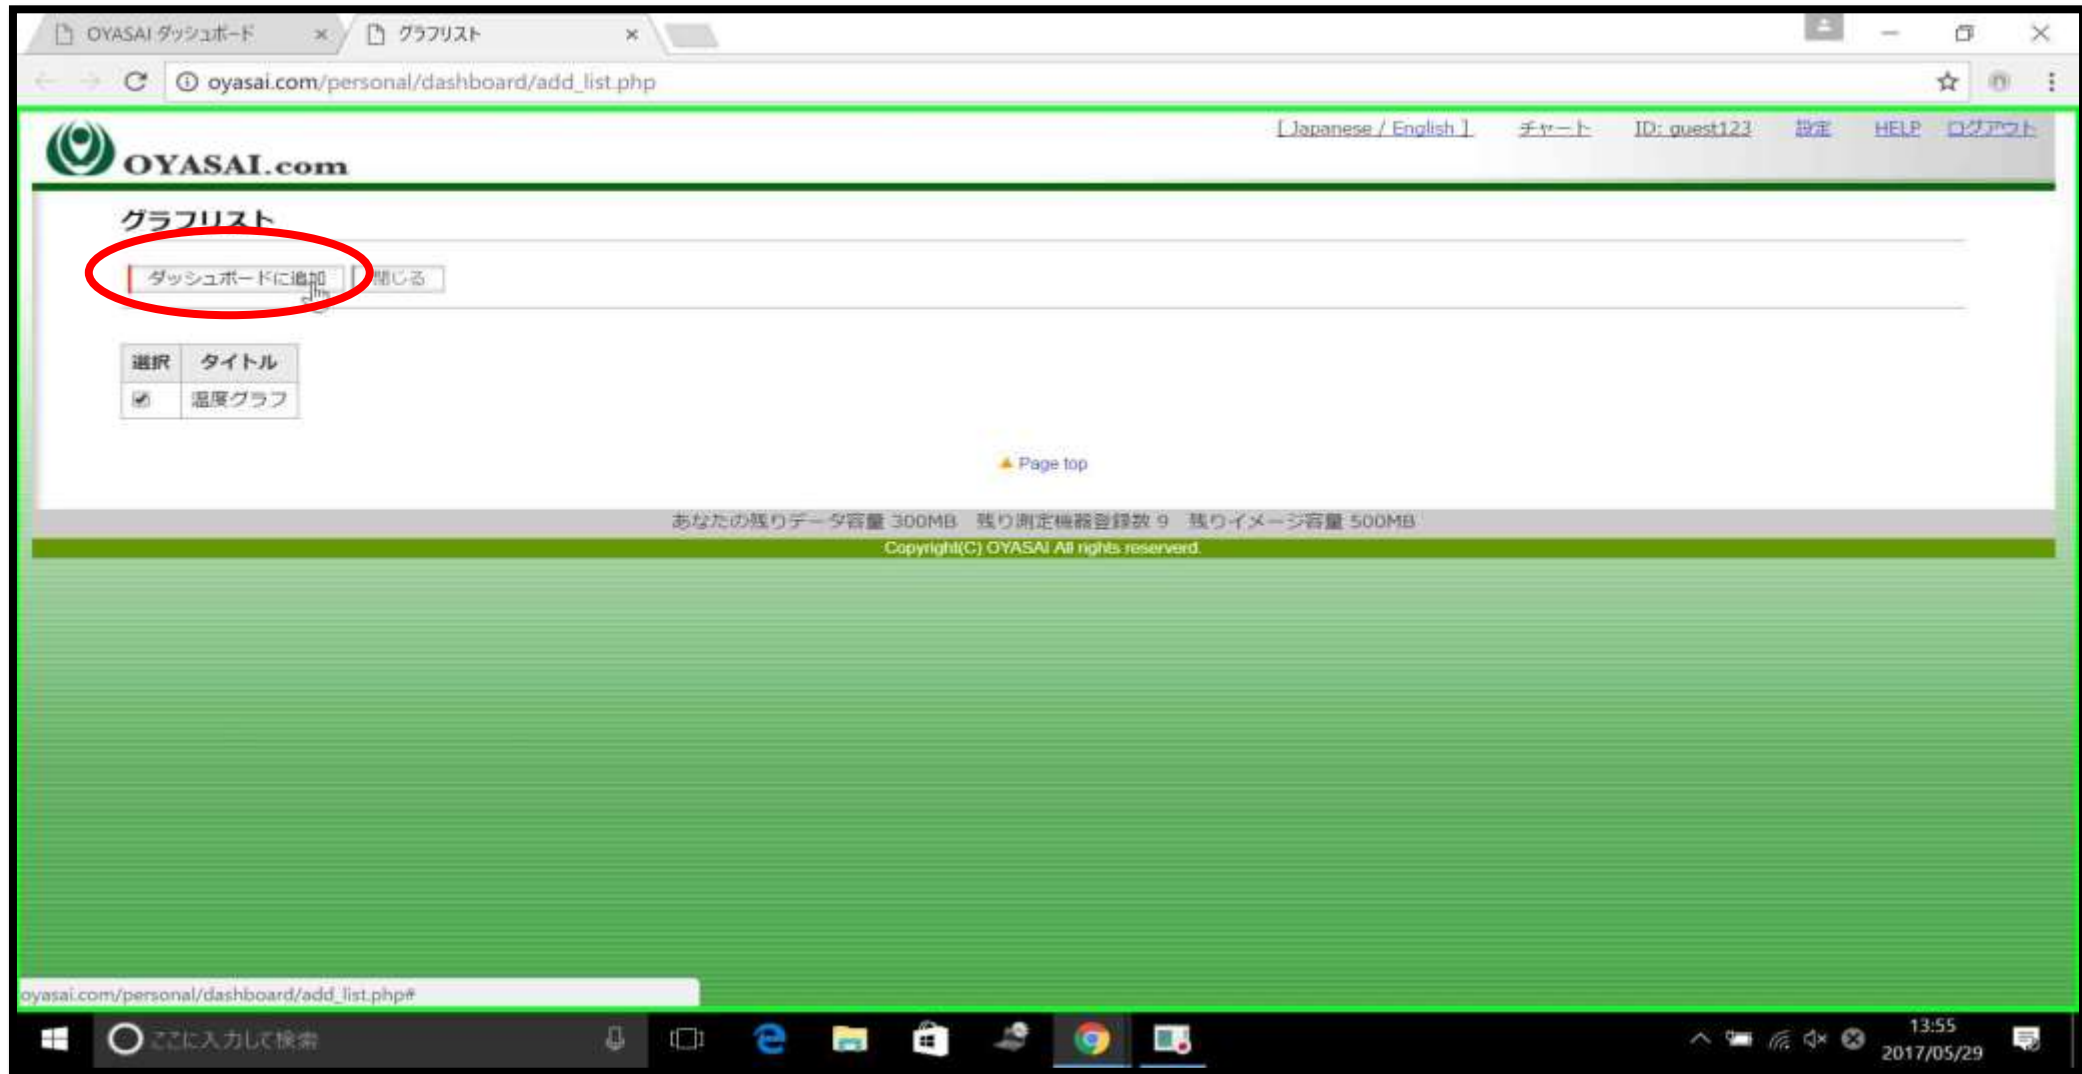 OYASAI ダッシュボード
グラフリスト
oyasai.com/personal/dashboard/add_list.php
[ Japanese / English ] チャート ID: guest123 設定 HELP ログアウト
OYASAI.com
グラフリスト
ダッシュボードに追加 閉じる
選択 タイトル
温度グラフ
Page top
あなたの残りデータ容量 300MB 残り測定機器登録数 9 残りイメージ容量 500MB
Copyright(C) OYASAI All rights reserverd.
oyasai.com/personal/dashboard/add_list.php#
ここに入力して検索
13:55
2017/05/29